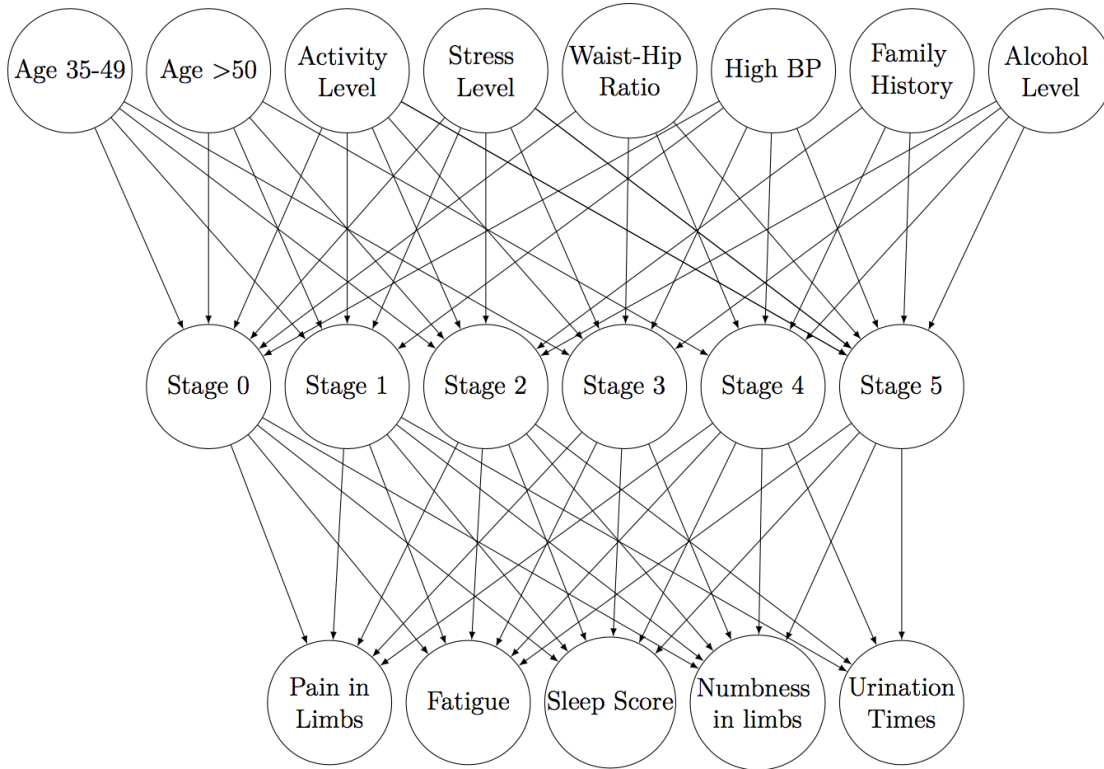 Age 35-49
Age >50
Activity
Level
Stress
Level
Waist-Hip
Ratio
High BP
Family
History
Alcohol
Level
Stage 0
Stage 1
Stage 2
Stage 3
Stage 4
Stage 5
Pain in
Limbs
Fatigue
Sleep Score
Numbness
in limbs
Urination
Times